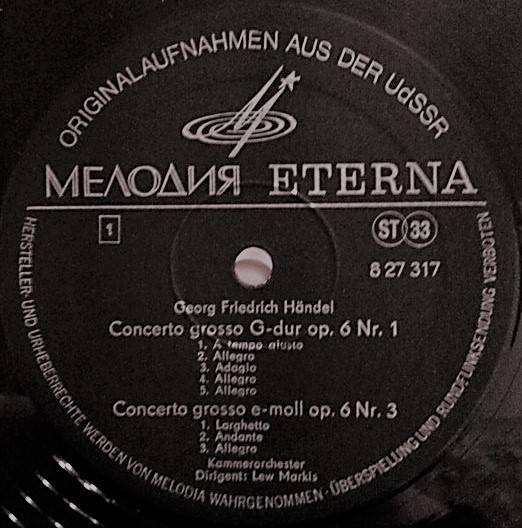 ORIGINALAUFNAHMEN AUS DER UdSSR
МЕЛОДИЯ ETERNA
1
ST 33
8 27 317
Georg Friedrich Händel
Concerto grosso G-dur op. 6 Nr. 1
1. A tempo giusto
2. Allegro
3. Adagio
4. Allegro
5. Allegro
Concerto grosso e-moll op. 6 Nr. 3
1. Larghetto
2. Andante
3. Allegro
Kammerorchester
Dirigent: Lew Markis
HERSTELLER- UND URHEBERRECHTE WERDEN VON MELODIA WAHRGENOMMEN · ÜBERSPIELUNG UND RUNDFUNKSENDUNG VERBOTEN